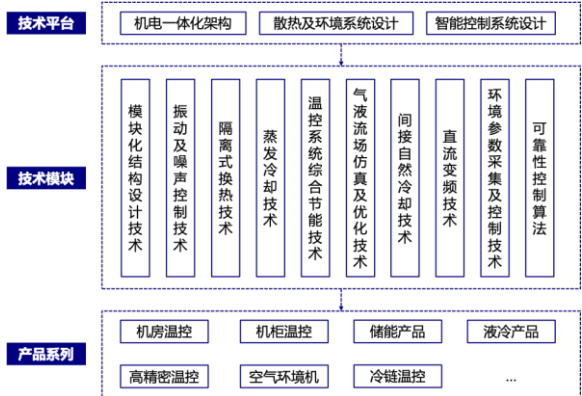 技术平台
机电一体化架构
散热及环境系统设计
智能控制系统设计
技术模块
模块化结构设计技术
振动及噪声控制技术
隔离式换热技术
蒸发冷却技术
温控系统综合节能技术
气液流场仿真及优化技术
间接自然冷却技术
直流变频技术
环境参数采集及控制技术
可靠性控制算法
产品系列
机房温控
机柜温控
储能产品
液冷产品
高精密温控
空气环境机
冷链温控
...